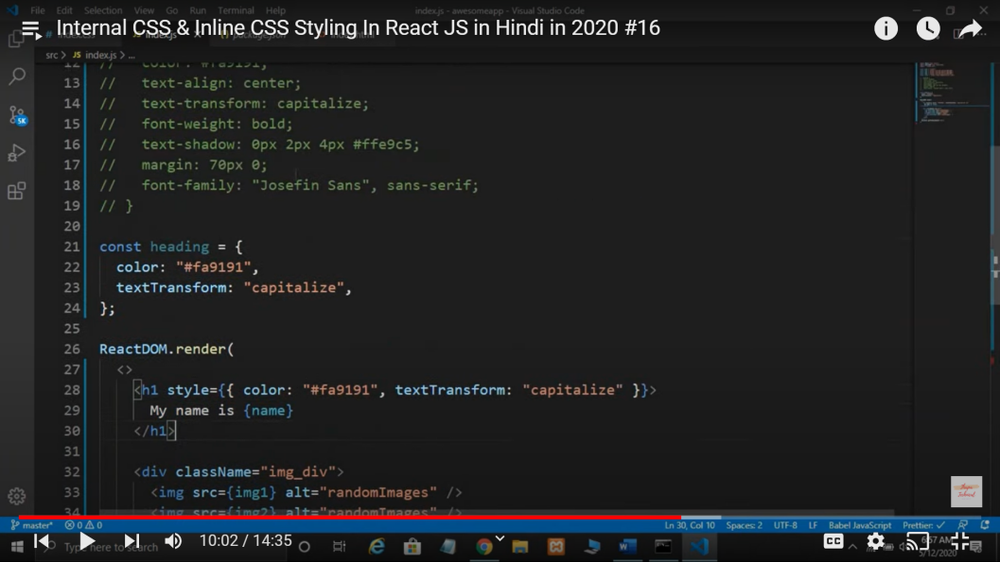 File Edit Selection View Go Run Terminal Help
index.js - awesomeapp - Visual Studio Code
Internal CSS & Inline CSS Styling In React JS in Hindi in 2020 #16
src > JS index.js > ...
12 // color: #fa9191;
13 // text-align: center;
14 // text-transform: capitalize;
15 // font-weight: bold;
16 // text-shadow: 0px 2px 4px #ffe9c5;
17 // margin: 70px 0;
18 // font-family: "Josefin Sans", sans-serif;
19 // }
20
21 const heading = {
22 color: "#fa9191",
23 textTransform: "capitalize",
24 };
25
26 ReactDOM.render(
27 <>
28 <h1 style={{ color: "#fa9191", textTransform: "capitalize" }}>
29 My name is {name}
30 </h1>
31
32 <div className="img_div">
33 <img src={img1} alt="randomImages" />
34 <img src={img2} alt="randomImages" />
5K
master* 0 0 Ln 30, Col 10 Spaces: 2 UTF-8 LF Babel JavaScript Prettier: ✓
10:02 / 14:35
Type here to search
CC
6:57 AM
5/12/2020